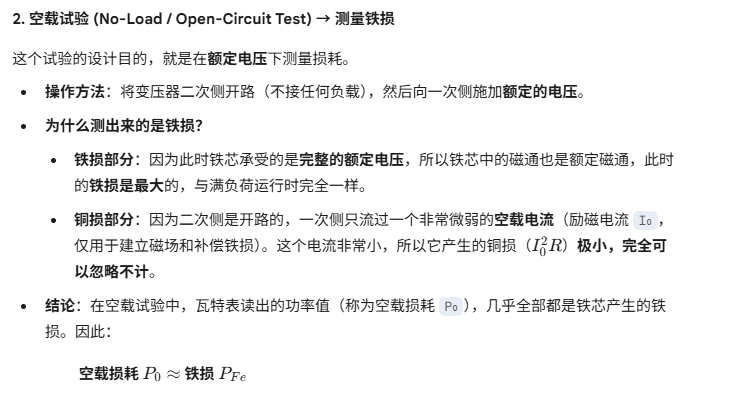 2. 空载试验 (No-Load / Open-Circuit Test) → 测量铁损
这个试验的设计目的，就是在额定电压下测量损耗。
• 操作方法：将变压器二次侧开路（不接任何负载），然后向一次侧施加额定的电压。
• 为什么测出来的是铁损？
• 铁损部分：因为此时铁芯承受的是完整的额定电压，所以铁芯中的磁通也是额定磁通，此时
的铁损是最大的，与满负荷运行时完全一样。
• 铜损部分：因为二次侧是开路的，一次侧只流过一个非常微弱的空载电流（励磁电流 I₀，
仅用于建立磁场和补偿铁损）。这个电流非常小，所以它产生的铜损（I₀²R）极小，完全可
以忽略不计。
• 结论：在空载试验中，瓦特表读出的功率值（称为空载损耗 P₀），几乎全部都是铁芯产生的铁
损。因此：
空载损耗 P₀ ≈ 铁损 P_Fe